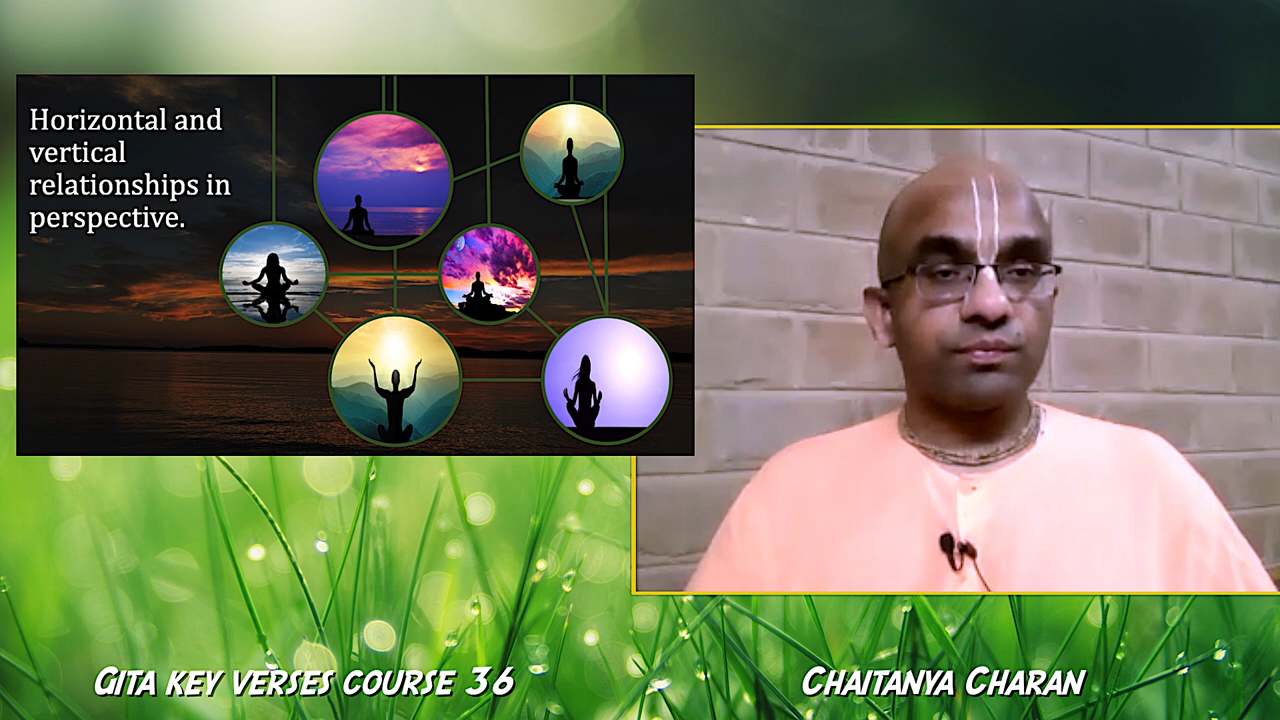 Horizontal and
vertical
relationships in
perspective.
Gita key verses course 36
Chaitanya Charan